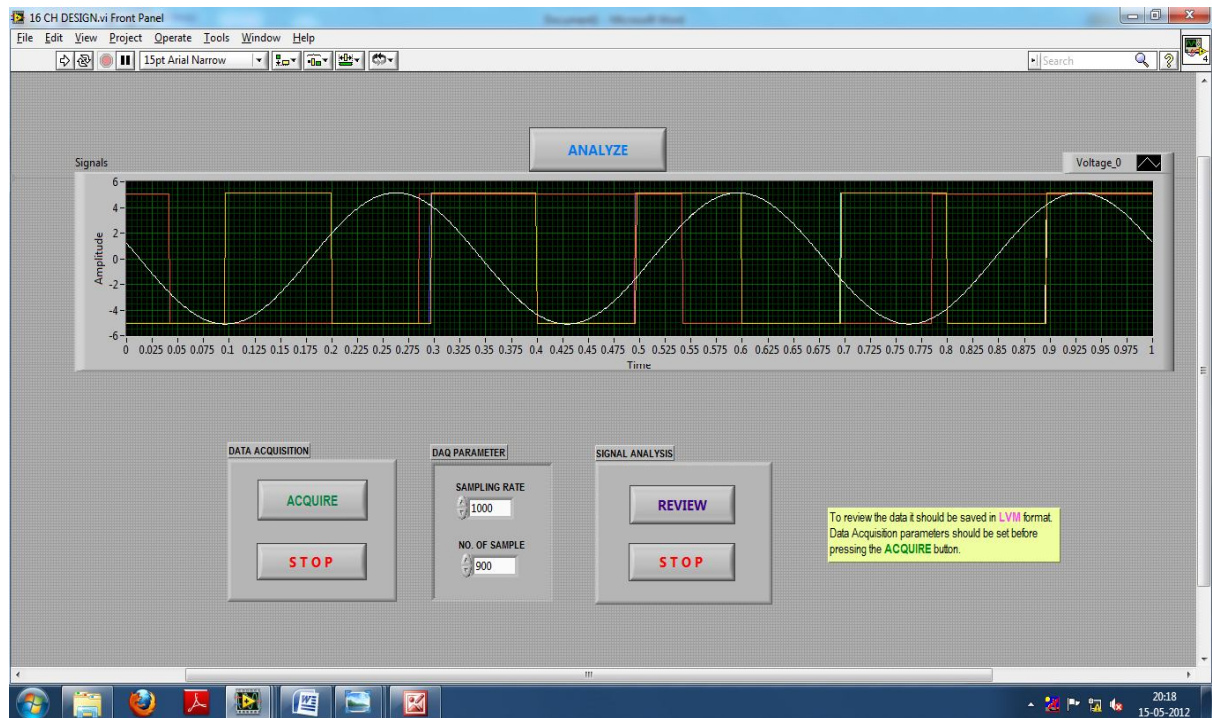 16 CH DESIGN.vi Front Panel
Document1 - Microsoft Word
File Edit View Project Operate Tools Window Help
15pt Arial Narrow
Search
4
ANALYZE
Signals
Voltage_0
6
4
2
0
-2
-4
-6
Amplitude
0 0.025 0.05 0.075 0.1 0.125 0.15 0.175 0.2 0.225 0.25 0.275 0.3 0.325 0.35 0.375 0.4 0.425 0.45 0.475 0.5 0.525 0.55 0.575 0.6 0.625 0.65 0.675 0.7 0.725 0.75 0.775 0.8 0.825 0.85 0.875 0.9 0.925 0.95 0.975 1
Time
DATA ACQUISITION
ACQUIRE
STOP
DAQ PARAMETER
SAMPLING RATE
1000
NO. OF SAMPLE
900
SIGNAL ANALYSIS
REVIEW
STOP
To review the data it should be saved in LVM format.
Data Acquisition parameters should be set before
pressing the ACQUIRE button.
20:18
15-05-2012